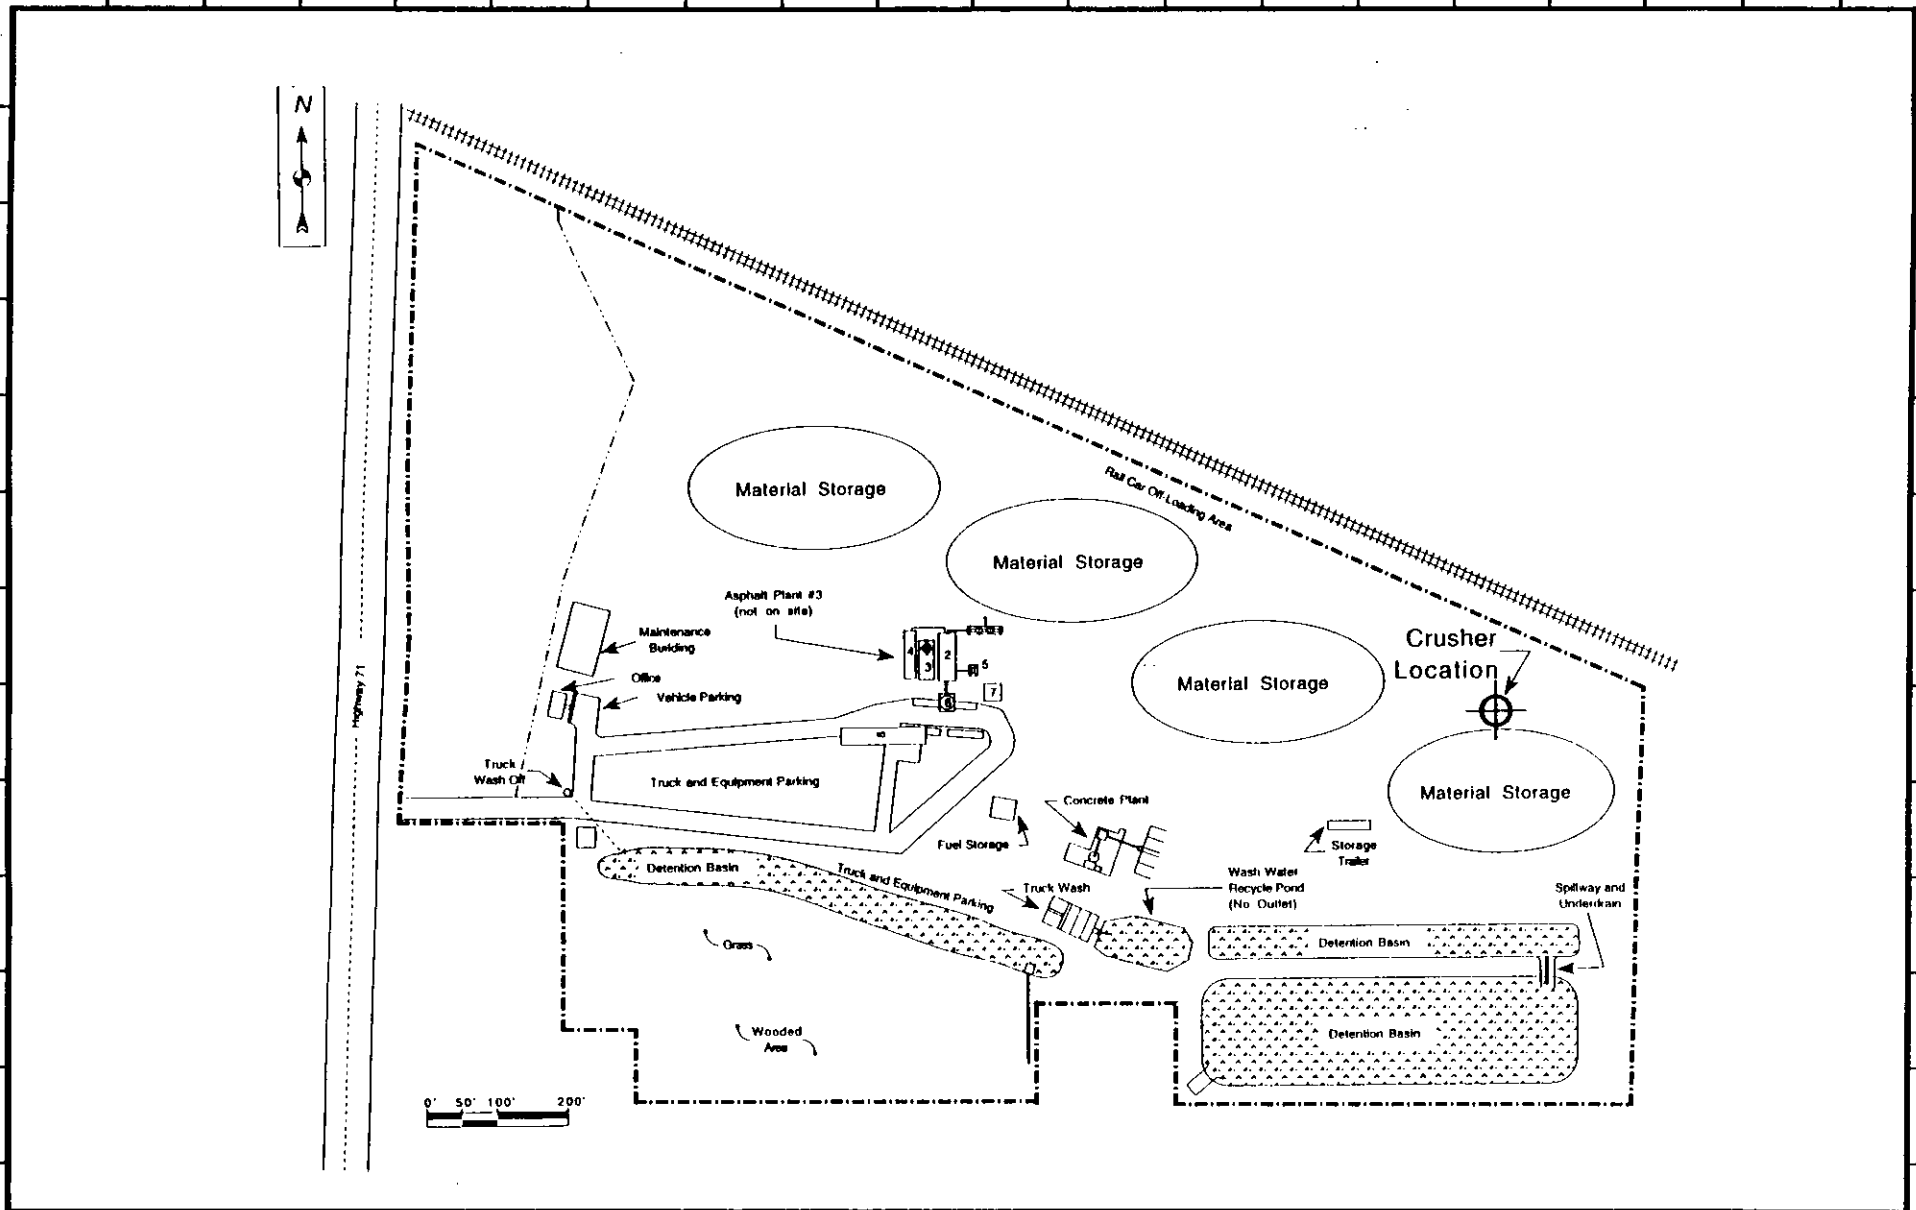 N
Highway 71
Rail Car Off-Loading Area
Material Storage
Material Storage
Asphalt Plant #3
(not on site)
Maintenance
Building
Office
Vehicle Parking
1
2
3
4
5
6
7
8
Material Storage
Crusher
Location
Material Storage
Truck
Wash Off
Truck and Equipment Parking
Concrete Plant
Fuel Storage
Storage
Trailer
Detention Basin
Truck and Equipment Parking
Truck Wash
Wash Water
Recycle Pond
(No Outlet)
Spillway and
Underdrain
Grass
Detention Basin
Wooded
Area
Detention Basin
0' 50' 100' 200'